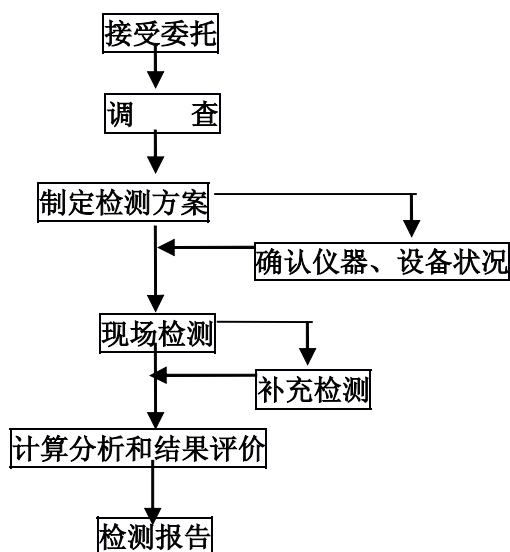 接受委托
调　　查
制定检测方案
确认仪器、设备状况
现场检测
补充检测
计算分析和结果评价
检测报告